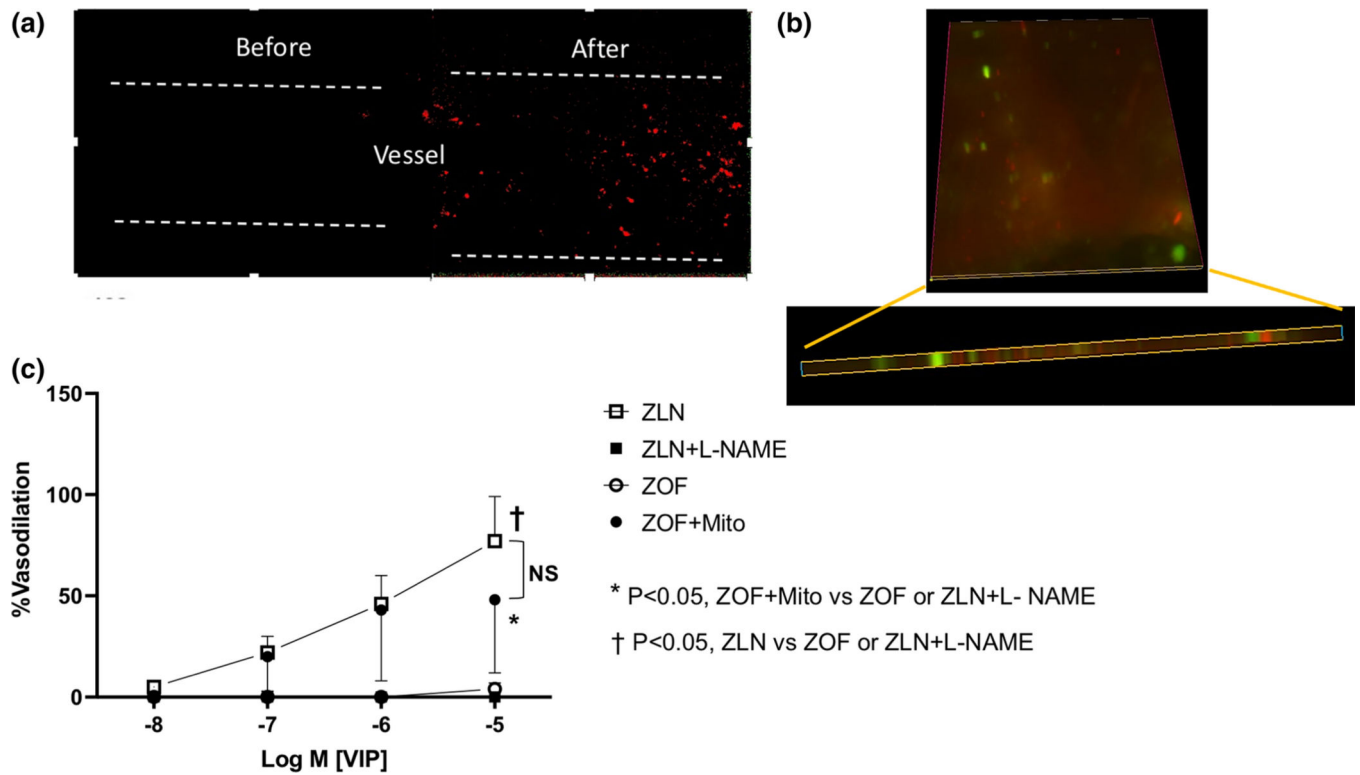 (a)
Before
After
Vessel
(b)
(c)
150
100
50
0
%Vasodilation
-8
-7
-6
-5
Log M [VIP]
†
NS
*
ZLN
ZLN+L-NAME
ZOF
ZOF+Mito
* P<0.05, ZOF+Mito vs ZOF or ZLN+L- NAME
† P<0.05, ZLN vs ZOF or ZLN+L-NAME